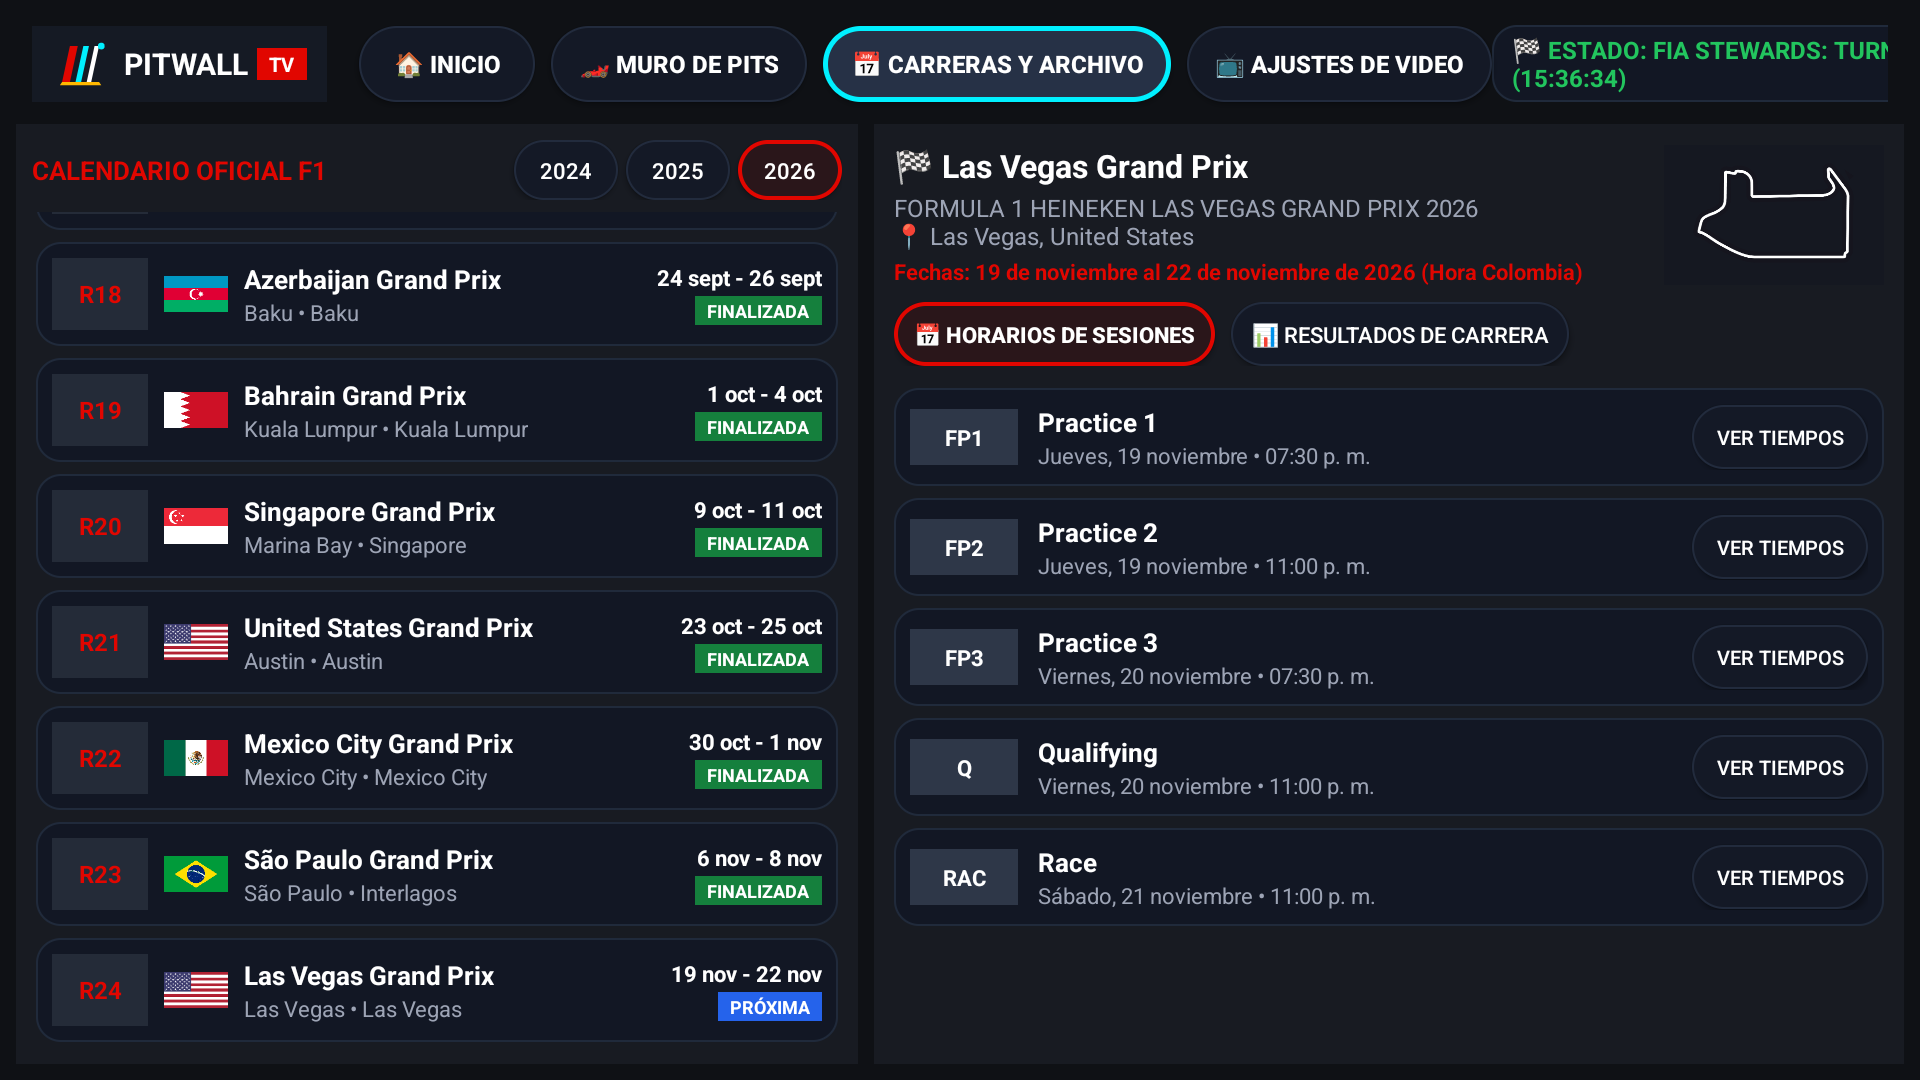 PITWALL TV
🏠 INICIO
🏎️ MURO DE PITS
📅 CARRERAS Y ARCHIVO
📺 AJUSTES DE VIDEO
🏁 ESTADO: FIA STEWARDS: TURN
(15:36:34)
CALENDARIO OFICIAL F1
2024
2025
2026
R18
Azerbaijan Grand Prix
Baku • Baku
24 sept - 26 sept
FINALIZADA
R19
Bahrain Grand Prix
Kuala Lumpur • Kuala Lumpur
1 oct - 4 oct
FINALIZADA
R20
Singapore Grand Prix
Marina Bay • Singapore
9 oct - 11 oct
FINALIZADA
R21
United States Grand Prix
Austin • Austin
23 oct - 25 oct
FINALIZADA
R22
Mexico City Grand Prix
Mexico City • Mexico City
30 oct - 1 nov
FINALIZADA
R23
São Paulo Grand Prix
São Paulo • Interlagos
6 nov - 8 nov
FINALIZADA
R24
Las Vegas Grand Prix
Las Vegas • Las Vegas
19 nov - 22 nov
PRÓXIMA
🏁 Las Vegas Grand Prix
FORMULA 1 HEINEKEN LAS VEGAS GRAND PRIX 2026
📍 Las Vegas, United States
Fechas: 19 de noviembre al 22 de noviembre de 2026 (Hora Colombia)
📅 HORARIOS DE SESIONES
📊 RESULTADOS DE CARRERA
FP1
Practice 1
Jueves, 19 noviembre • 07:30 p. m.
VER TIEMPOS
FP2
Practice 2
Jueves, 19 noviembre • 11:00 p. m.
VER TIEMPOS
FP3
Practice 3
Viernes, 20 noviembre • 07:30 p. m.
VER TIEMPOS
Q
Qualifying
Viernes, 20 noviembre • 11:00 p. m.
VER TIEMPOS
RAC
Race
Sábado, 21 noviembre • 11:00 p. m.
VER TIEMPOS